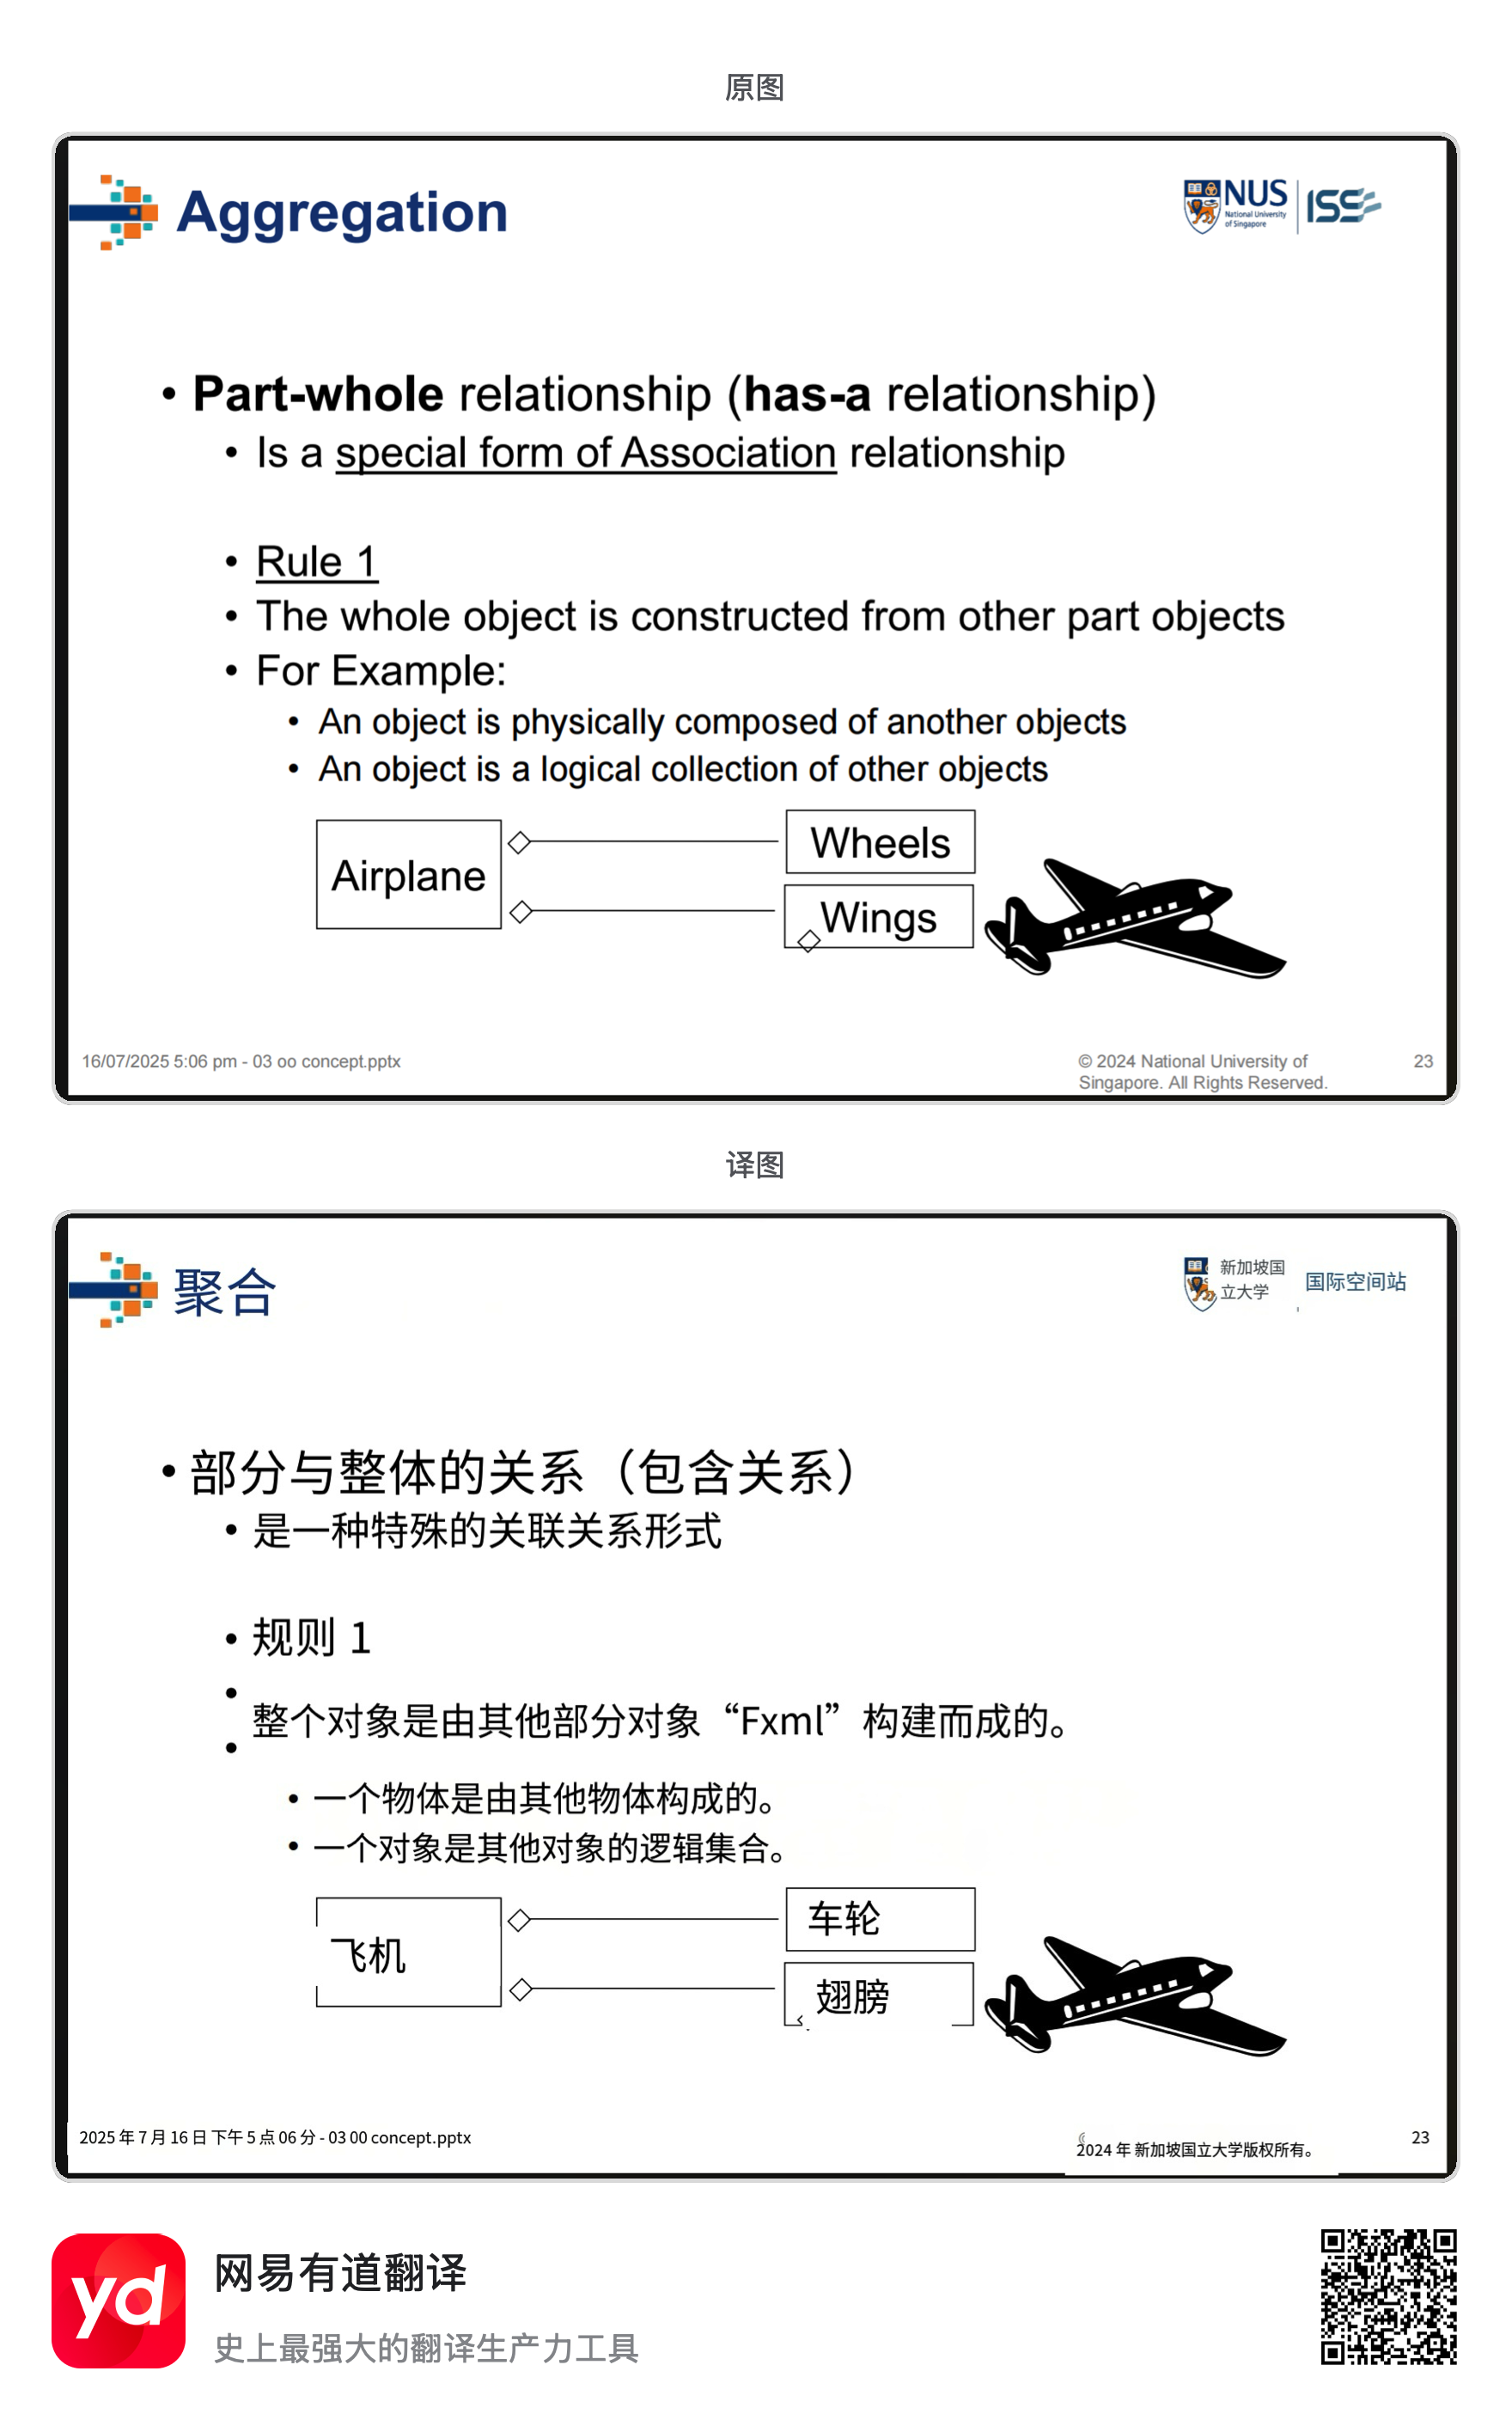 原图
Aggregation
NUS
National University
of Singapore
ISS
• Part-whole relationship (has-a relationship)
• Is a special form of Association relationship
• Rule 1
• The whole object is constructed from other part objects
• For Example:
• An object is physically composed of another objects
• An object is a logical collection of other objects
Airplane
Wheels
Wings
16/07/2025 5:06 pm - 03 oo concept.pptx
© 2024 National University of
Singapore. All Rights Reserved.
23
译图
聚合
新加坡国
立大学
国际空间站
• 部分与整体的关系（包含关系）
• 是一种特殊的关联关系形式
• 规则 1
•
整个对象是由其他部分对象“Fxml”构建而成的。
•
• 一个物体是由其他物体构成的。
• 一个对象是其他对象的逻辑集合。
飞机
车轮
翅膀
2025 年 7 月 16 日 下午 5 点 06 分 - 03 00 concept.pptx
2024 年 新加坡国立大学版权所有。
23
yd
网易有道翻译
史上最强大的翻译生产力工具